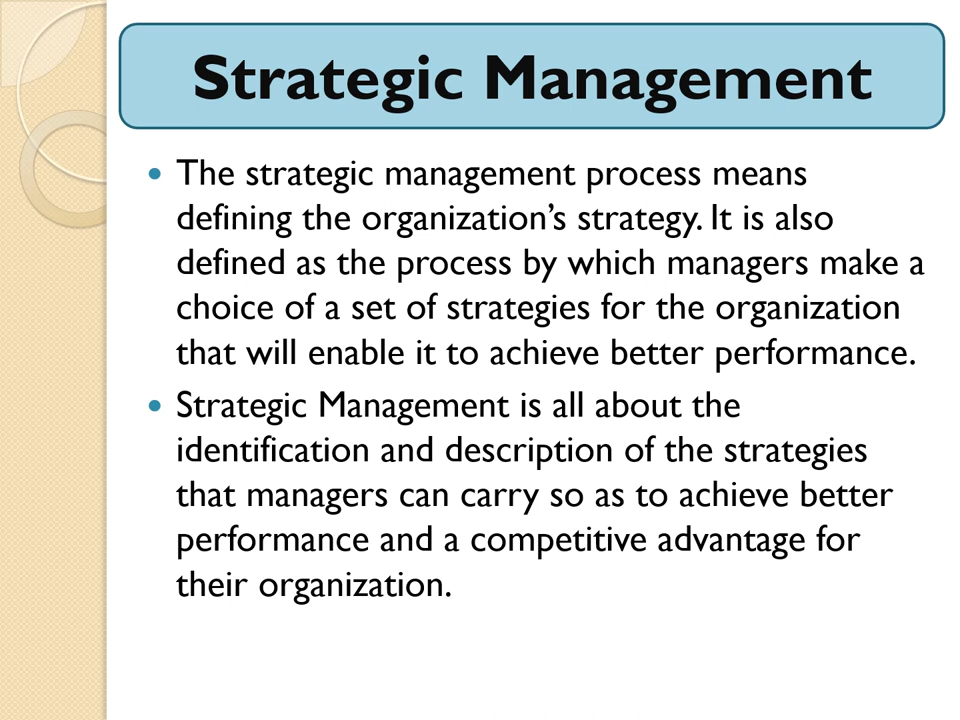 Strategic Management
• The strategic management process means
defining the organization's strategy. It is also
defined as the process by which managers make a
choice of a set of strategies for the organization
that will enable it to achieve better performance.
• Strategic Management is all about the
identification and description of the strategies
that managers can carry so as to achieve better
performance and a competitive advantage for
their organization.